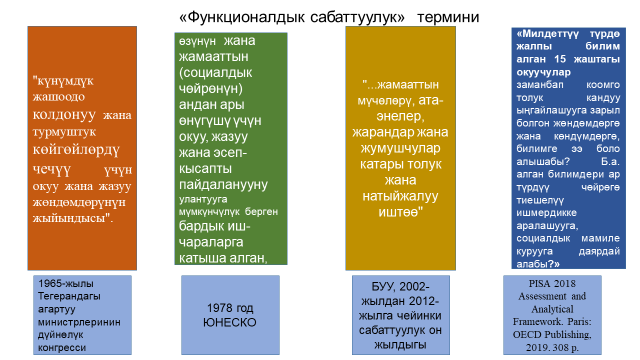 «Функционалдык сабаттуулук» термини
"күнүмдүк
жашоодо
колдонуу жана
турмуштук
көйгөйлөрдү
чечүү үчүн
окуу жана жазуу
жөндөмдөрүнүн
жыйындысы".
өзүнүн жана
жамааттын
(социалдык
чөйрөнүн)
андан ары
өнүгүшү үчүн
окуу, жазуу
жана эсеп-
кысапты
пайдаланууну
улантууга
мүмкүнчүлүк берген
бардык иш-
чараларга
катыша алган,
"...жамааттын
мүчөлөрү, ата-
энелер,
жарандар жана
жумушчулар
катары толук
жана
натыйжалуу
иштөө"
«Милдеттүү түрдө
жалпы билим
алган 15 жаштагы
окуучулар
заманбап коомго
толук кандуу
ыңгайлашууга зарыл
болгон жөндөмдөргө
жана көндүмдөргө,
билимге ээ боло
алышабы? Б.а.
алган билимдери ар
түрдүү чөйрөгө
тиешелүү
ишмердикке
аралашууга,
социалдык мамиле
курууга даярдай
алабы?»
1965-жылы
Тегерандагы
агартуу
министрлеринин
дүйнөлүк
конгресси
1978 год
ЮНЕСКО
БУУ, 2002-
жылдан 2012-
жылга чейинки
сабаттуулук он
жылдыгы
PISA 2018
Assessment and
Analytical
Framework. Paris:
OECD Publishing,
2019. 308 p.